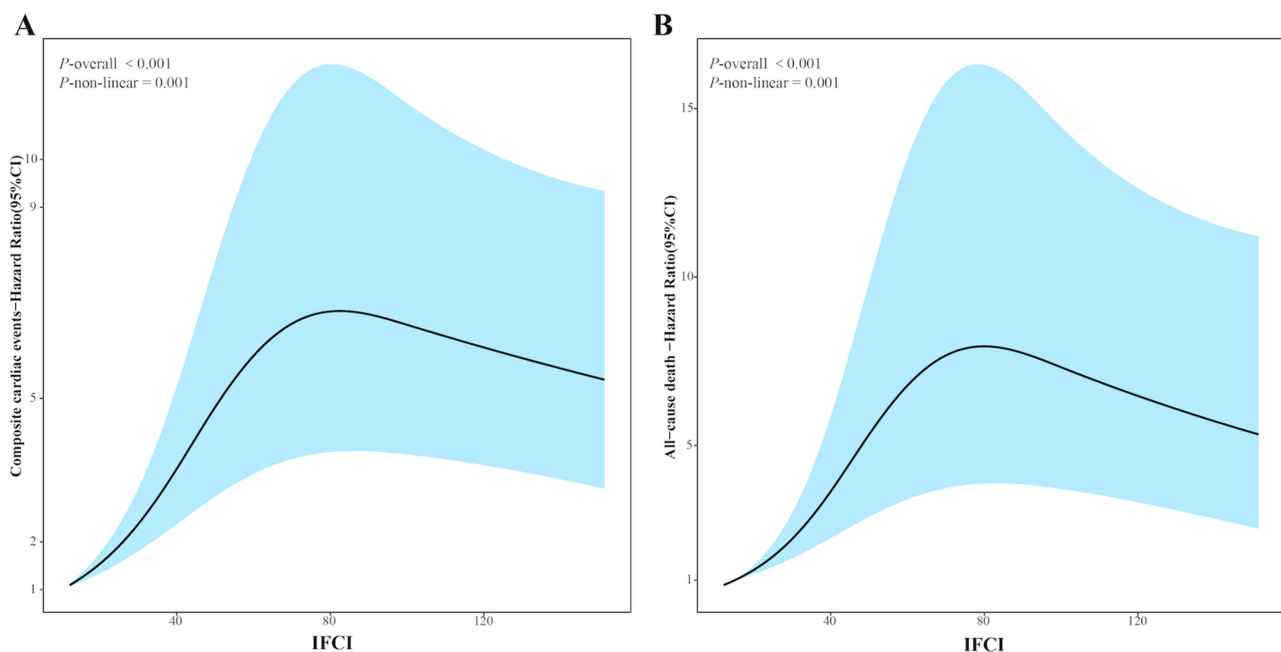 A
P-overall < 0.001
P-non-linear = 0.001
Composite cardiac events-Hazard Ratio(95%CI)
10
9
5
2
1
40
80
120
IFCI
B
P-overall < 0.001
P-non-linear = 0.001
All-cause death -Hazard Ratio(95%CI)
15
10
5
1
40
80
120
IFCI